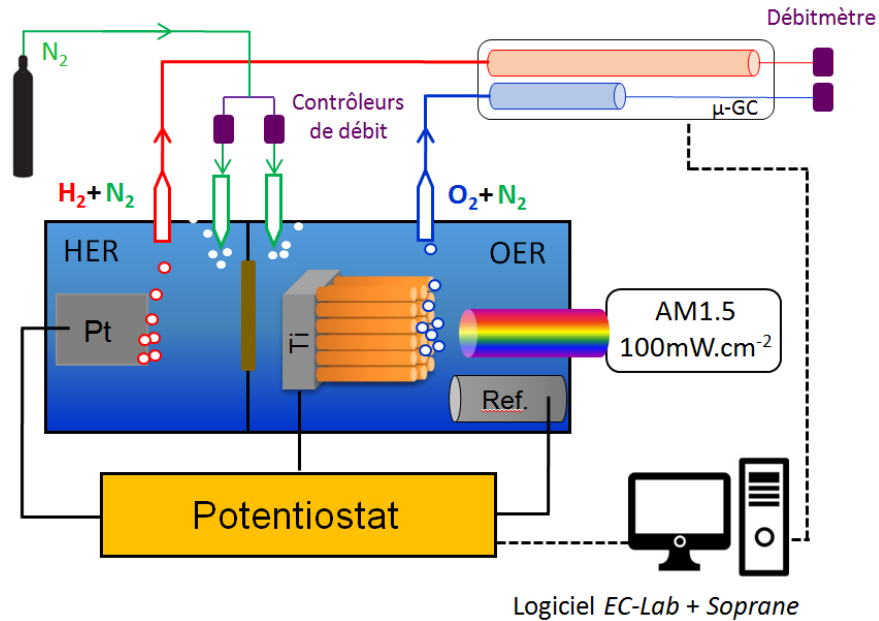 N₂
Débitmètre
Contrôleurs
de débit
µ-GC
H₂+ N₂
O₂+ N₂
HER
OER
Pt
Ti
AM1.5
100mW.cm⁻²
Ref.
Potentiostat
Logiciel EC-Lab + Soprane